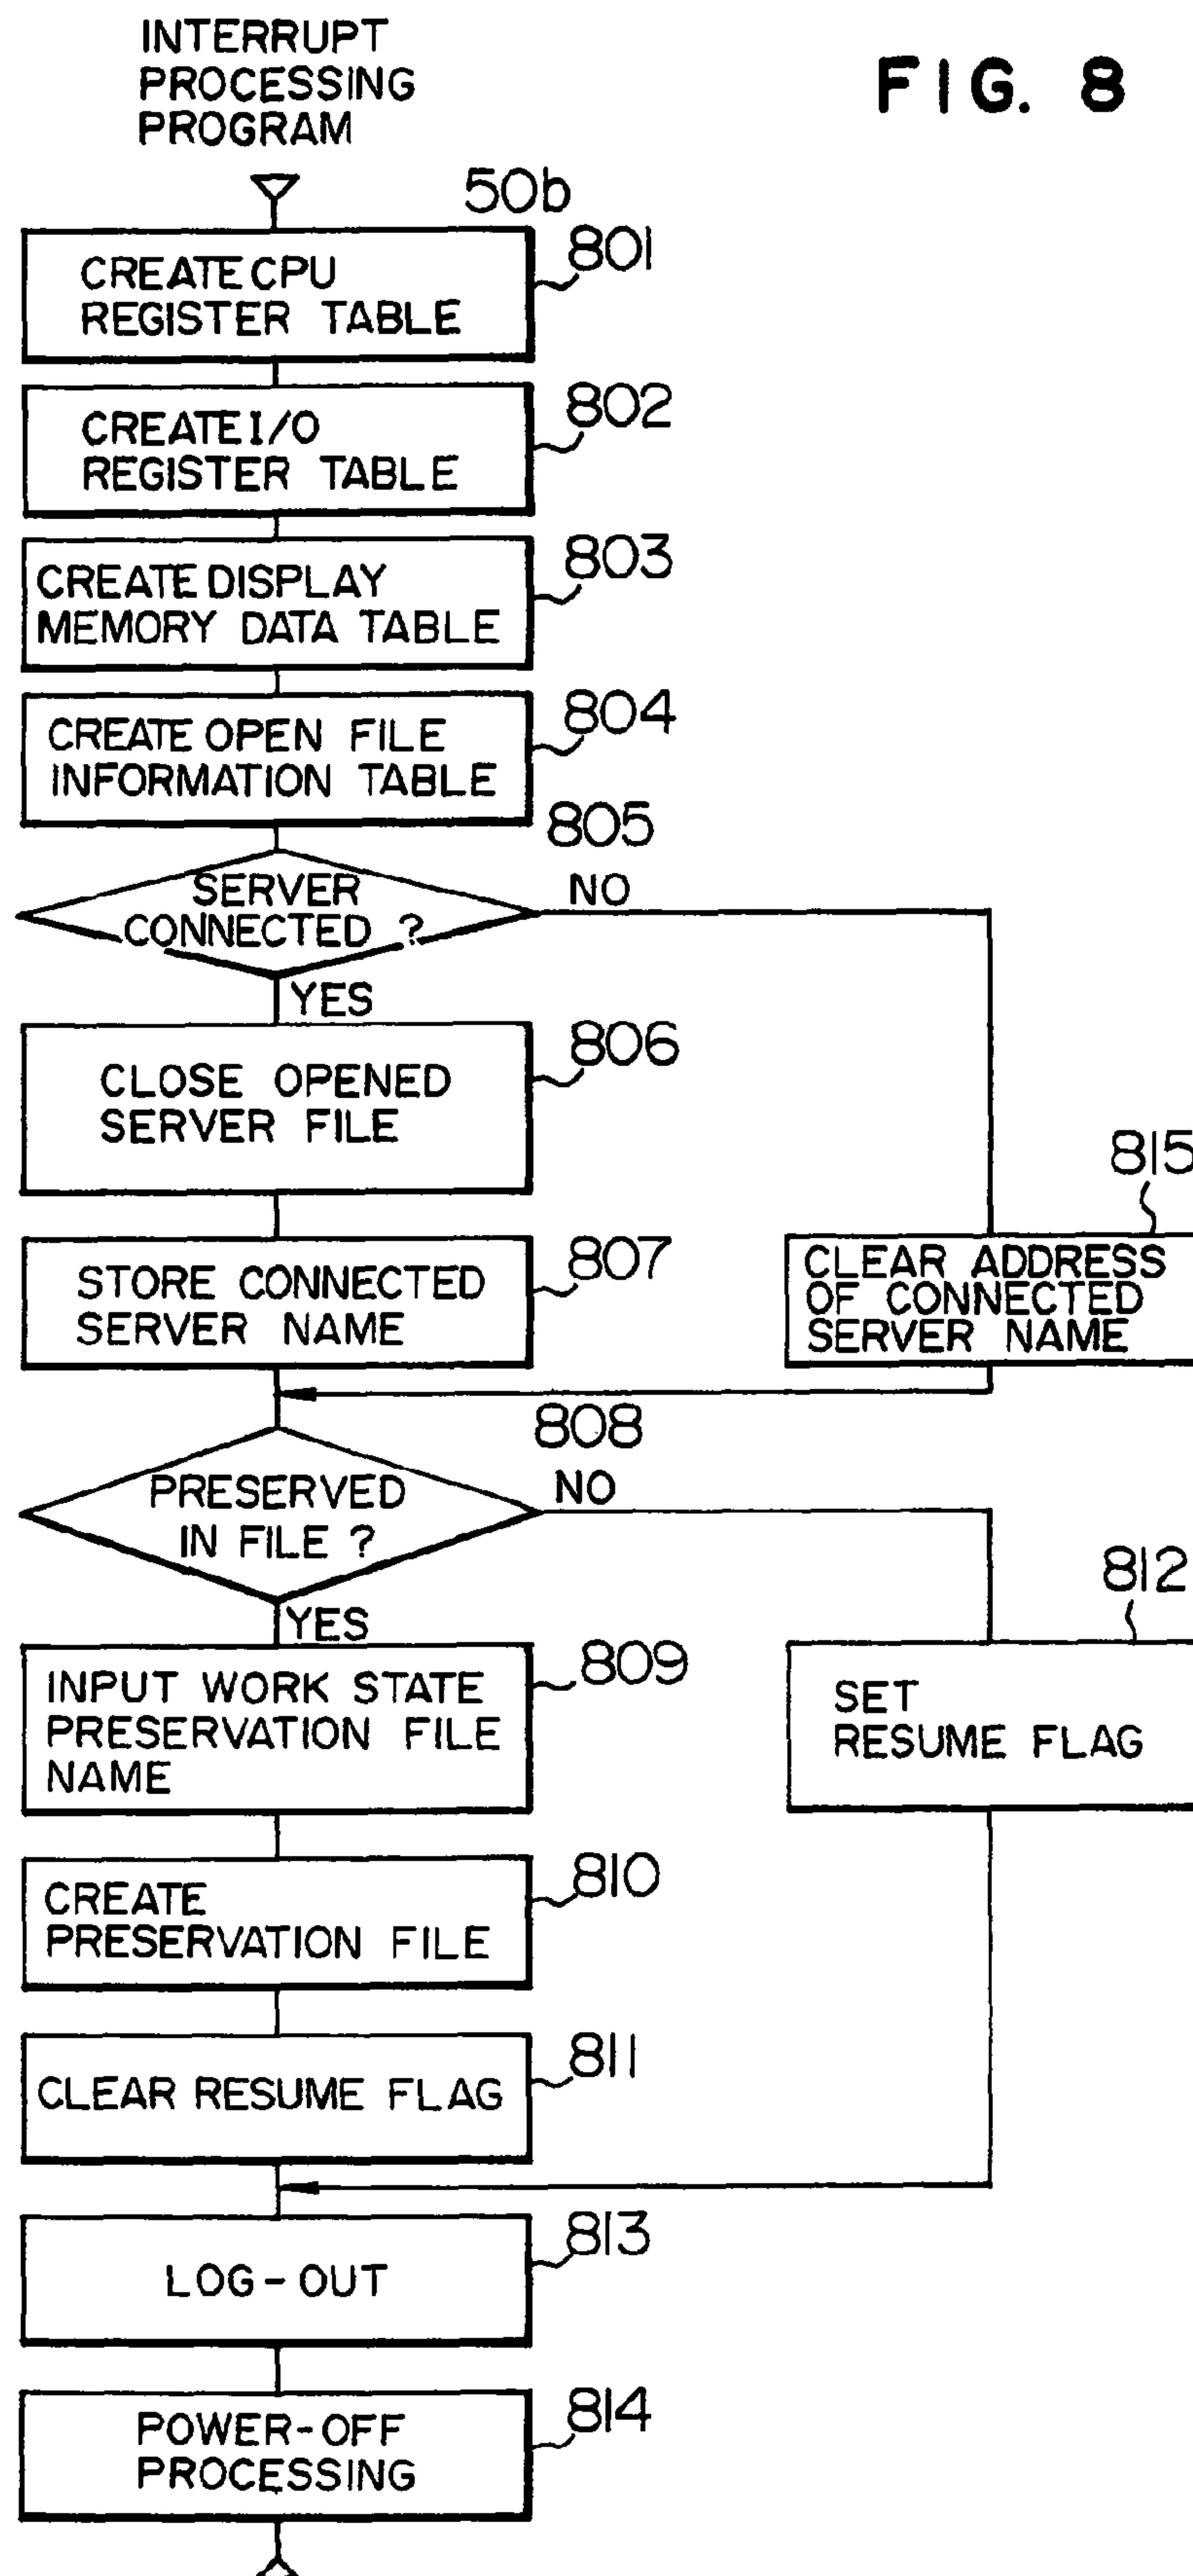 INTERRUPT
PROCESSING
PROGRAM
FIG. 8
50b
CREATE CPU
REGISTER TABLE
801
CREATE I/O
REGISTER TABLE
802
CREATE DISPLAY
MEMORY DATA TABLE
803
CREATE OPEN FILE
INFORMATION TABLE
804
805
SERVER
CONNECTED ?
NO
YES
CLOSE OPENED
SERVER FILE
806
STORE CONNECTED
SERVER NAME
807
815
CLEAR ADDRESS
OF CONNECTED
SERVER NAME
808
PRESERVED
IN FILE ?
NO
YES
INPUT WORK STATE
PRESERVATION FILE
NAME
809
812
SET
RESUME FLAG
CREATE
PRESERVATION FILE
810
CLEAR RESUME FLAG
811
LOG-OUT
813
POWER-OFF
PROCESSING
814